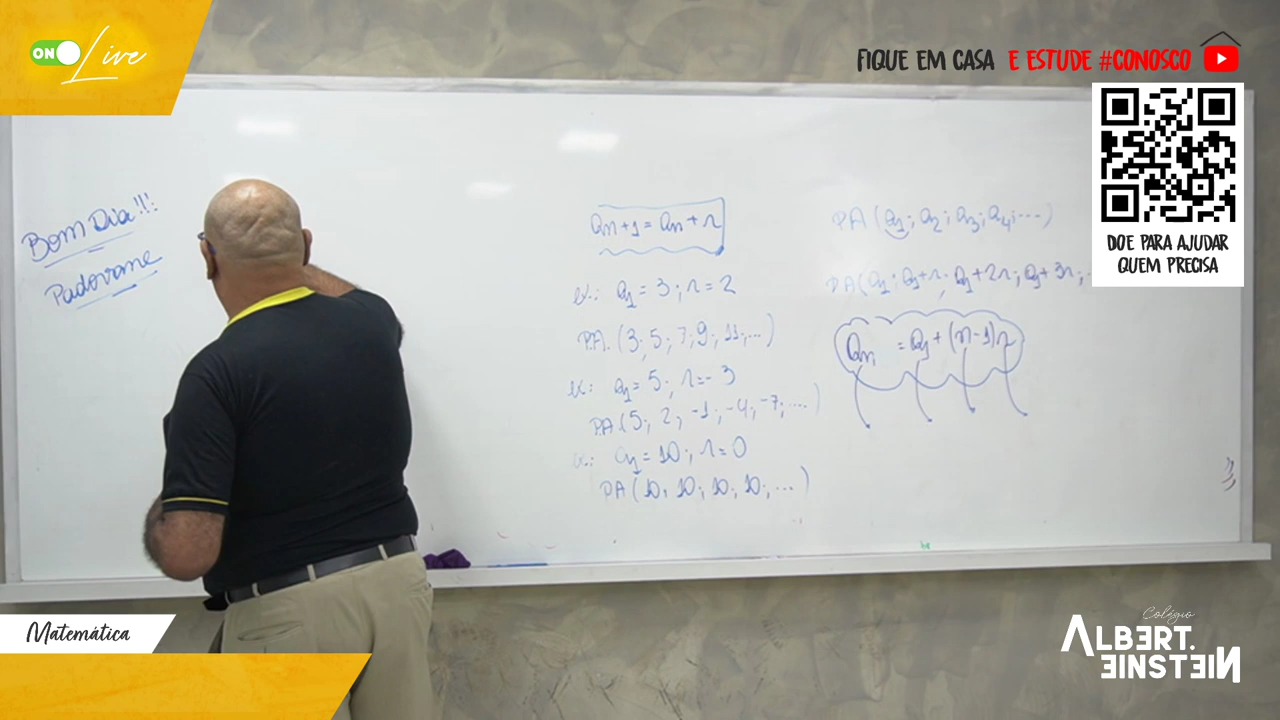 ON Live
FIQUE EM CASA E ESTUDE #CONOSCO
DOE PARA AJUDAR
QUEM PRECISA
Bom Dia!!!
Padovame
an+1 = an + r
ex.: a1 = 3; r = 2
PA. (3; 5; 7; 9; 11;...)
ex: a1 = 5; r = -3
PA (5; 2; -1; -4; -7; ....)
ex.: a1 = 10; r = 0
PA (10; 10; 10; 10; ...)
PA (a1; a2; a3; a4; ...)
PA (a1; a1+r; a1+2r; a1+3r;
an = a1 + (n-1)r
Matemática
Colégio
ALBERT.
EINSTEIN